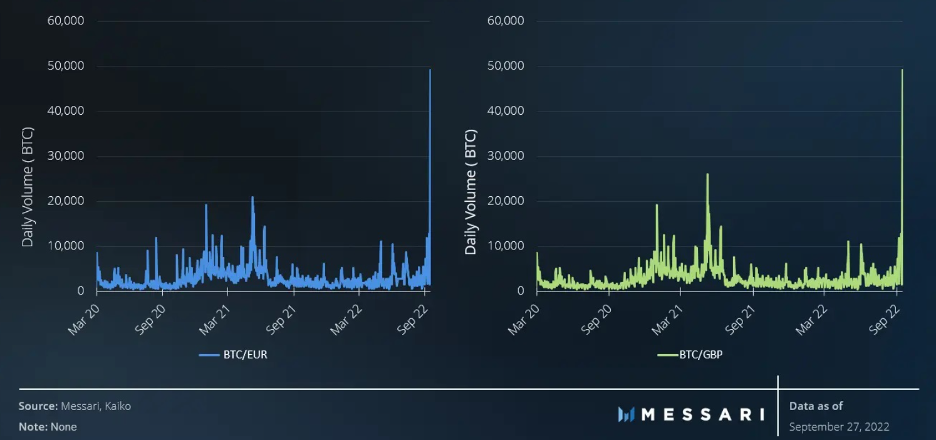 60,000
50,000
40,000
30,000
20,000
10,000
0
Daily Volume ( BTC)
Mar 20
Sep 20
Mar 21
Sep 21
Mar 22
Sep 22
BTC/EUR
60,000
50,000
40,000
30,000
20,000
10,000
0
Daily Volume ( BTC)
Mar 20
Sep 20
Mar 21
Sep 21
Mar 22
Sep 22
BTC/GBP
Source: Messari, Kaiko
Note: None
MESSARI
Data as of
September 27, 2022